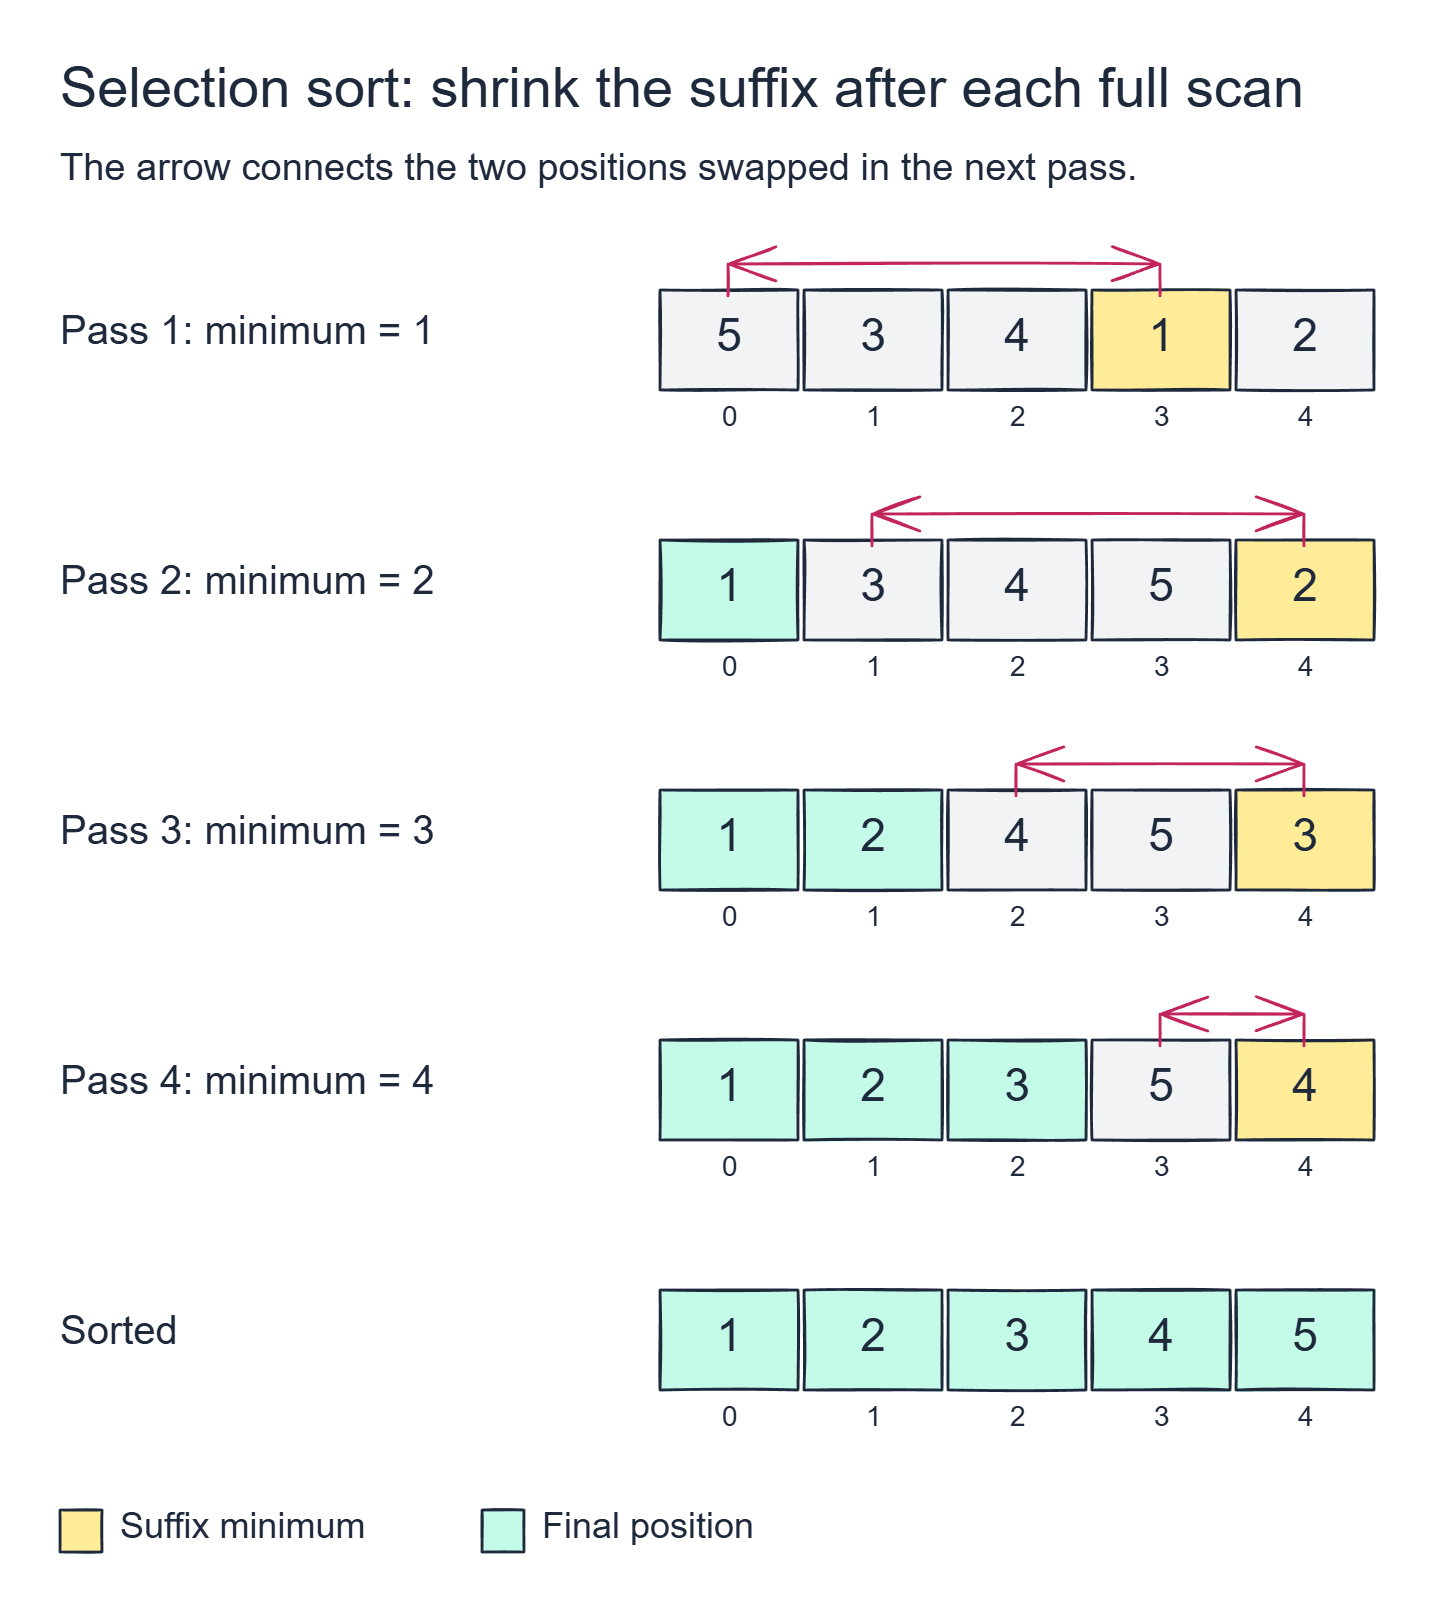 Selection sort: shrink the suffix after each full scan
The arrow connects the two positions swapped in the next pass.
Pass 1: minimum = 1
5 3 4 1 2
0 1 2 3 4
Pass 2: minimum = 2
1 3 4 5 2
0 1 2 3 4
Pass 3: minimum = 3
1 2 4 5 3
0 1 2 3 4
Pass 4: minimum = 4
1 2 3 5 4
0 1 2 3 4
Sorted
1 2 3 4 5
0 1 2 3 4
Suffix minimum
Final position